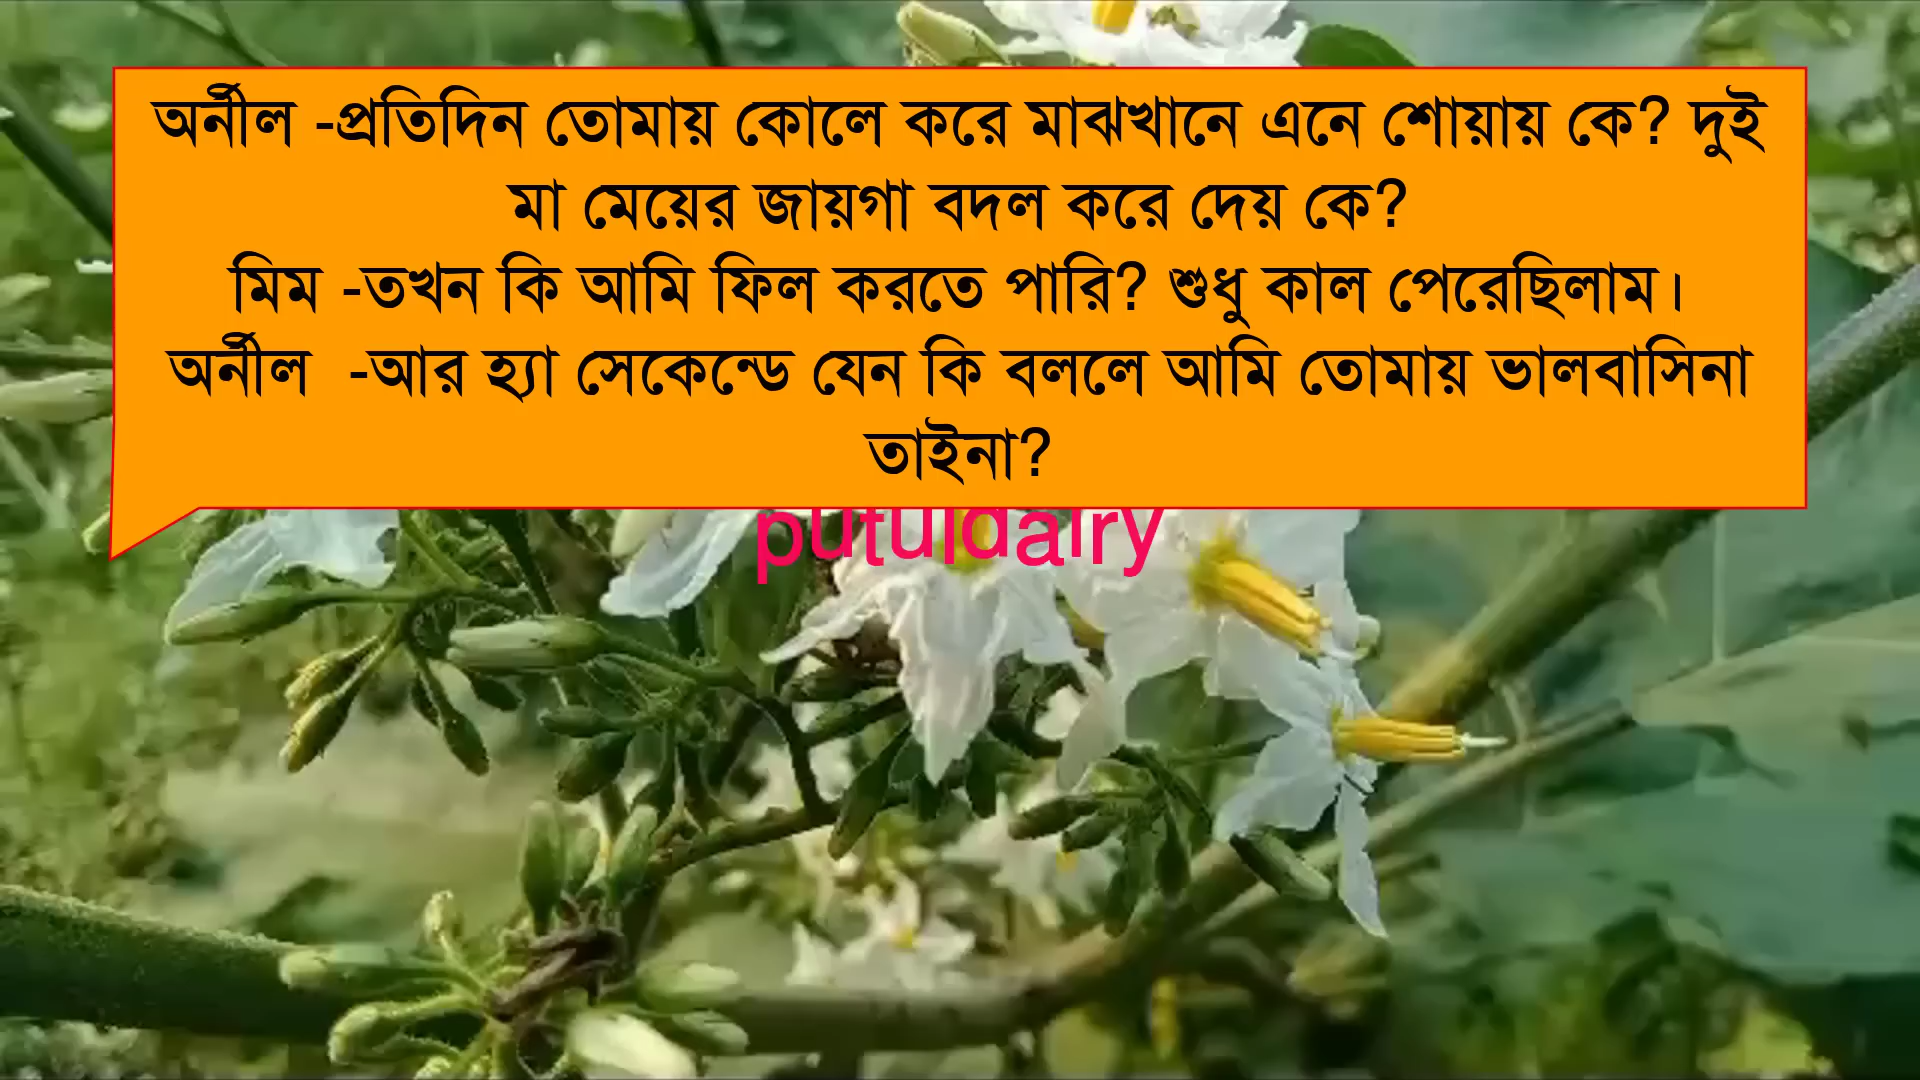 অর্নীল -প্রতিদিন তোমায় কোলে করে মাঝখানে এনে শোয়ায় কে? দুই
মা মেয়ের জায়গা বদল করে দেয় কে?
মিম -তখন কি আমি ফিল করতে পারি? শুধু কাল পেরেছিলাম।
অর্নীল -আর হ্যা সেকেন্ডে যেন কি বললে আমি তোমায় ভালবাসিনা
তাইনা?
putuldairy